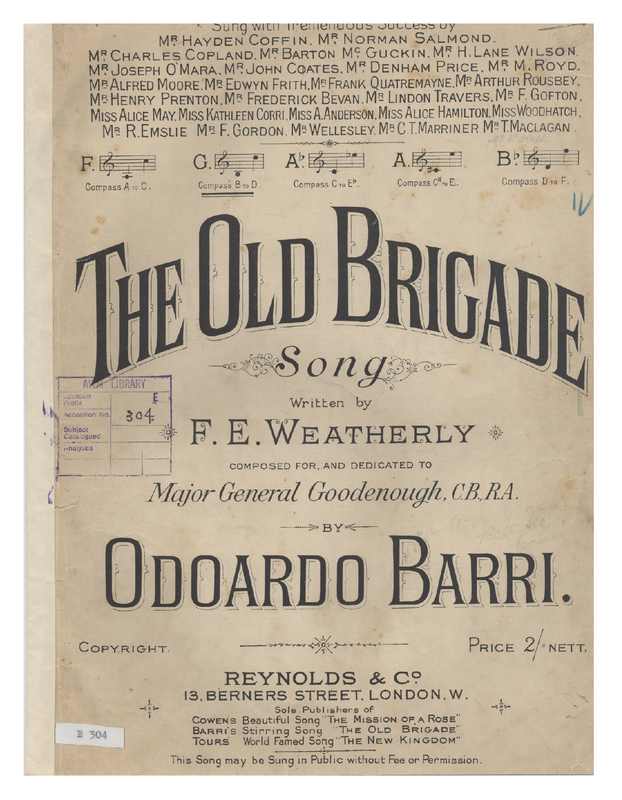 Sung with Tremendous Success by
Mr. Hayden Coffin, Mr. Norman Salmond.
Mr. Charles Copland, Mr. Barton Mc Guckin, Mr. H. Lane Wilson.
Mr. Joseph O'Mara, Mr. John Coates, Mr. Denham Price, Mr. M. Royd.
Mr. Alfred Moore, Mr. Edwyn Frith, Mr. Frank Quatremayne, Mr. Arthur Rousbey,
Mr. Henry Prenton, Mr. Frederick Bevan, Mr. Lindon Travers, Mr. F. Gofton,
Miss Alice May, Miss Kathleen Corri, Miss A. Anderson, Miss Alice Hamilton, Miss Woodhatch,
Mr R. Emslie Mr F. Gordon, Mr Wellesley, Mr C.T. Marriner Mr T. Maclagan.
F. G. A♭ A. B♭
Compass A to C. Compass B to D. Compass C to E♭. Compass C♯ to E. Compass D to F.
The Old Brigade
Song
AVON LIBRARY
Location Prefix E
Accession No. 304
Subject Catalogued
Analytics
Written by
F. E. Weatherly
COMPOSED FOR, AND DEDICATED TO
Major General Goodenough, C.B., R.A.
BY
Odoardo Barri.
Copyright. Price 2/= nett.
REYNOLDS & Co
13, BERNERS STREET, LONDON, W.
Sole Publishers of
Cowen's Beautiful Song "The Mission of a Rose"
Barri's Stirring Song "The Old Brigade"
Tours' World Famed Song "The New Kingdom"
This Song may be Sung in Public without Fee or Permission.
B 304